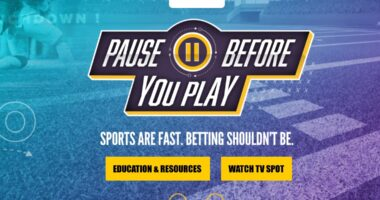 PAUSE BEFORE
YOU PLAY
SPORTS ARE FAST. BETTING SHOULDN'T BE.
EDUCATION & RESOURCES
WATCH TV SPOT